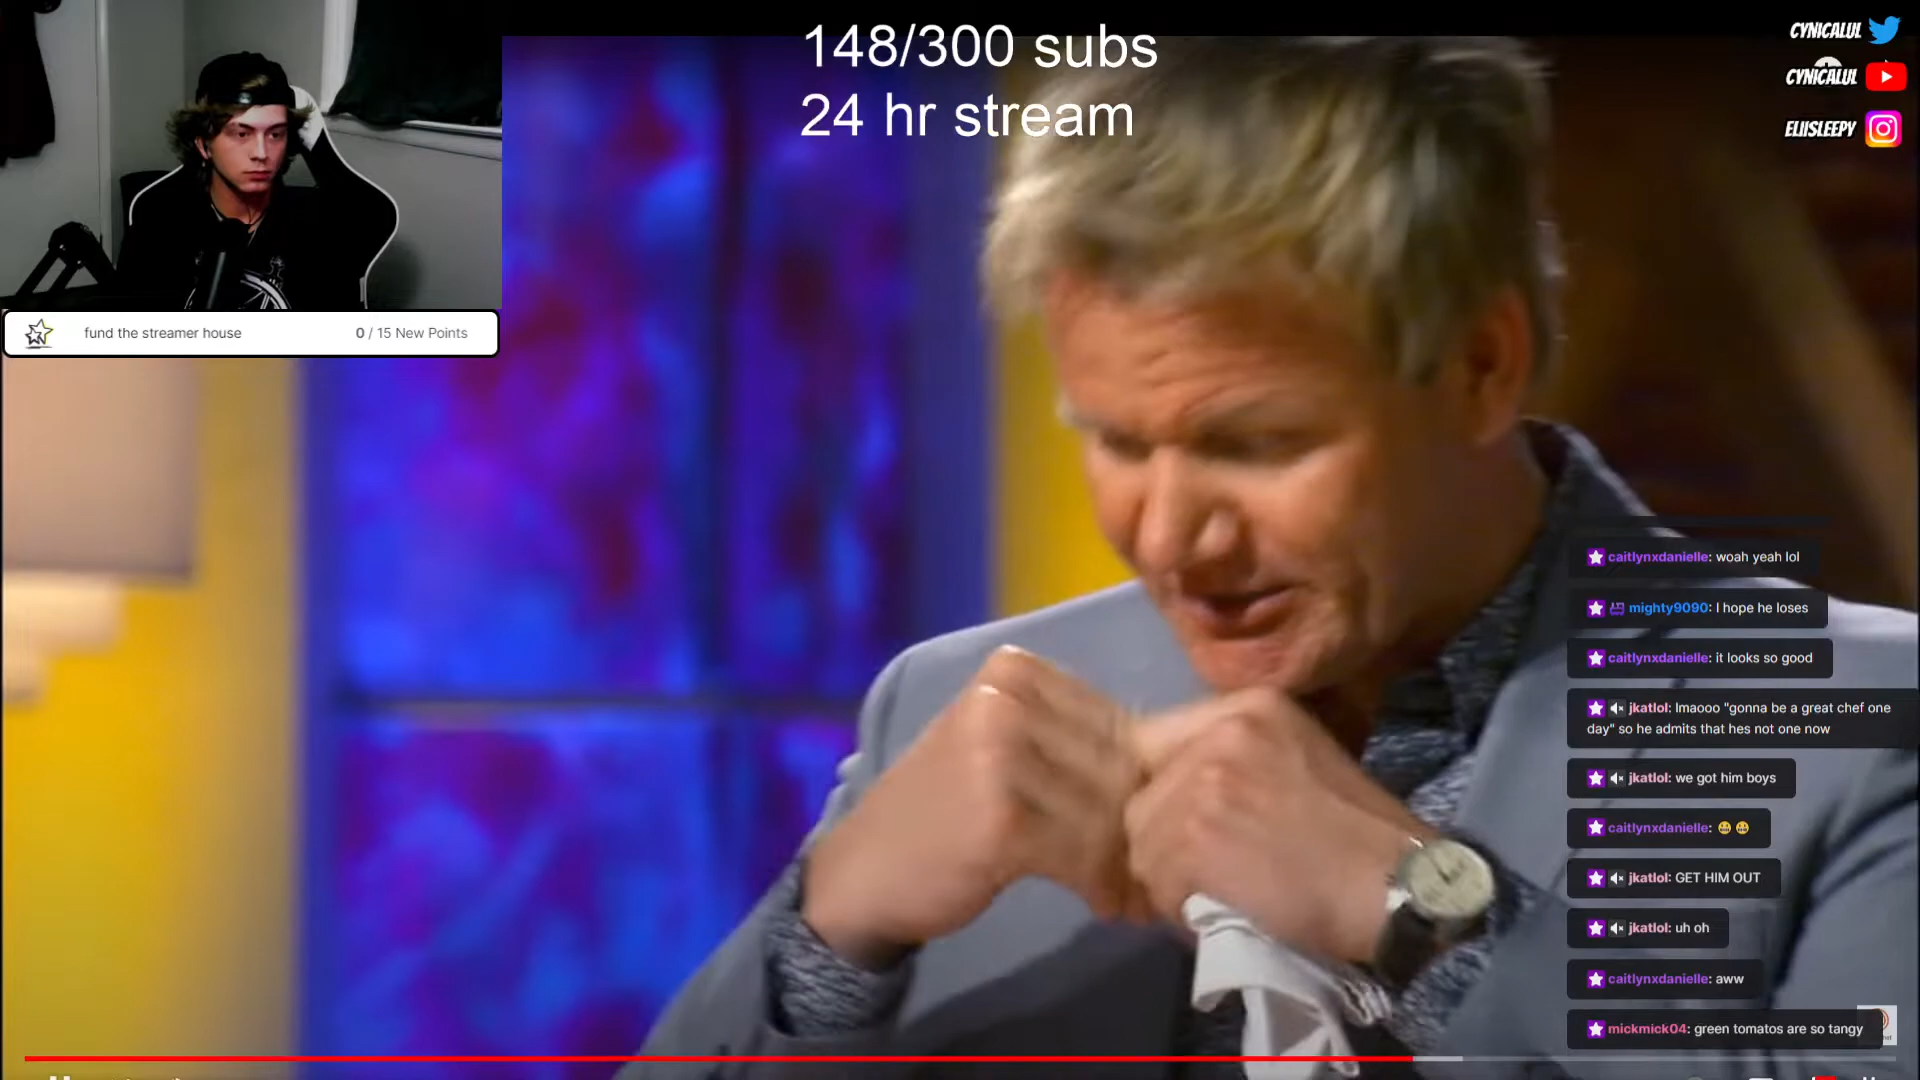 148/300 subs
24 hr stream
CYNICALUL
CYNICALUL
ELIISLEEPY
fund the streamer house
0 / 15 New Points
caitlynxdanielle: woah yeah lol
mighty9090: I hope he loses
caitlynxdanielle: it looks so good
jkatlol: lmaooo "gonna be a great chef one
day" so he admits that hes not one now
jkatlol: we got him boys
caitlynxdanielle: 😀 😀
jkatlol: GET HIM OUT
jkatlol: uh oh
caitlynxdanielle: aww
mickmick04: green tomatos are so tangy